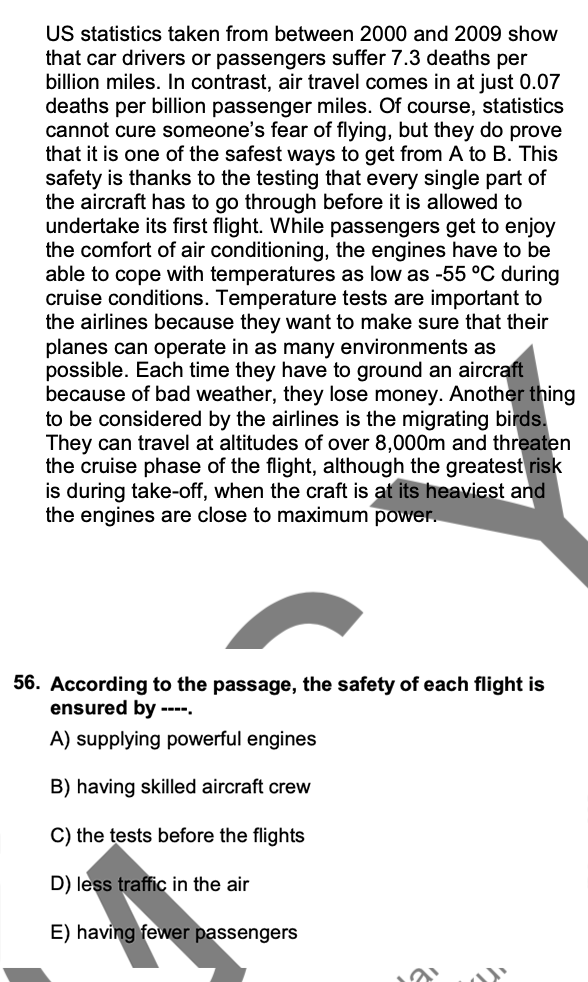 US statistics taken from between 2000 and 2009 show
that car drivers or passengers suffer 7.3 deaths per
billion miles. In contrast, air travel comes in at just 0.07
deaths per billion passenger miles. Of course, statistics
cannot cure someone's fear of flying, but they do prove
that it is one of the safest ways to get from A to B. This
safety is thanks to the testing that every single part of
the aircraft has to go through before it is allowed to
undertake its first flight. While passengers get to enjoy
the comfort of air conditioning, the engines have to be
able to cope with temperatures as low as -55 ºC during
cruise conditions. Temperature tests are important to
the airlines because they want to make sure that their
planes can operate in as many environments as
possible. Each time they have to ground an aircraft
because of bad weather, they lose money. Another thing
to be considered by the airlines is the migrating birds.
They can travel at altitudes of over 8,000m and threaten
the cruise phase of the flight, although the greatest risk
is during take-off, when the craft is at its heaviest and
the engines are close to maximum power.
56. According to the passage, the safety of each flight is
ensured by ----.
A) supplying powerful engines
B) having skilled aircraft crew
C) the tests before the flights
D) less traffic in the air
E) having fewer passengers